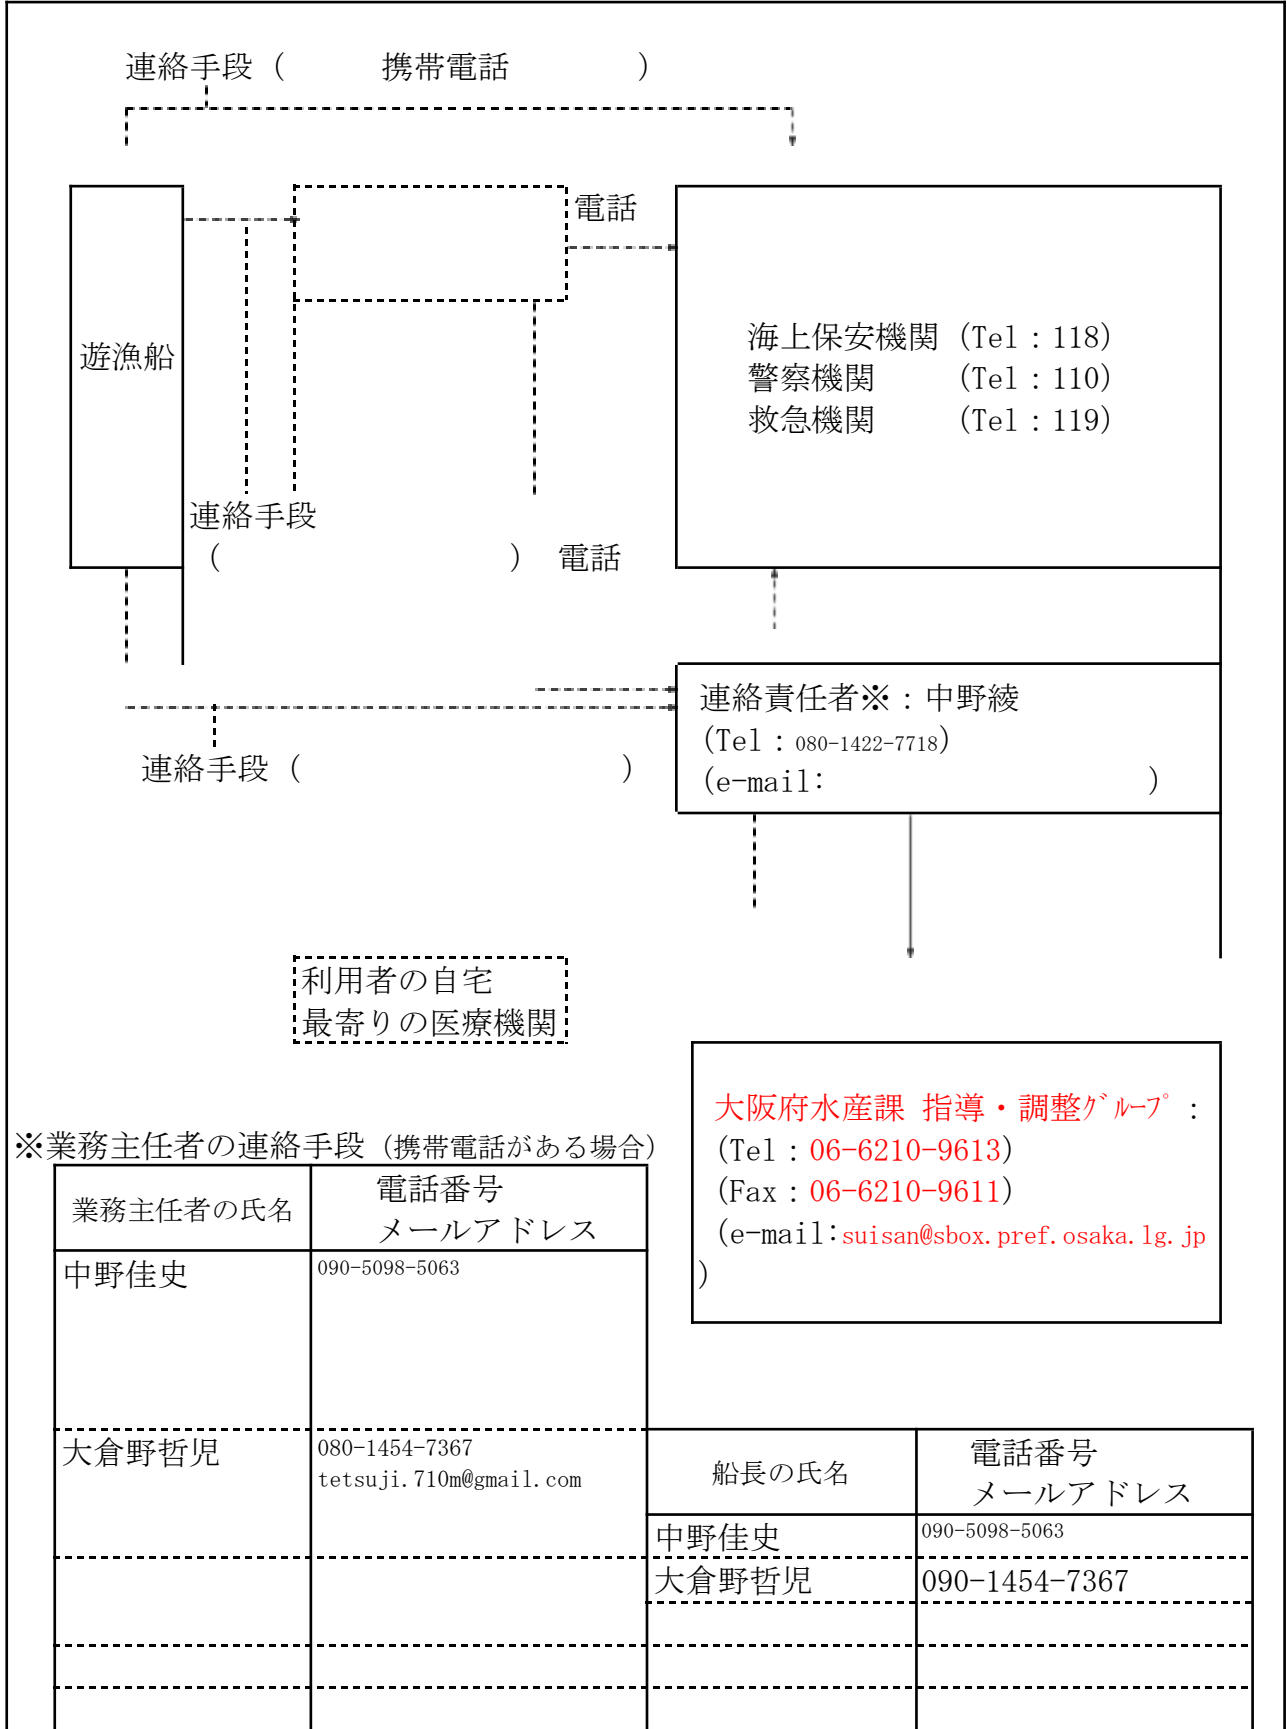 連絡手段（　　　携帯電話　　　　）
電話
遊漁船
海上保安機関（Tel：118）
警察機関　　（Tel：110）
救急機関　　（Tel：119）
連絡手段
（　　　　　　　　　）　電話
連絡責任者※：中野綾
（Tel：080-1422-7718）
（e-mail：　　　　　　　　　　）
連絡手段（　　　　　　　　　　）
利用者の自宅
最寄りの医療機関
大阪府水産課 指導・調整ｸﾞﾙｰﾌﾟ：
（Tel：06-6210-9613）
（Fax：06-6210-9611）
（e-mail：suisan@sbox.pref.osaka.lg.jp
）
※業務主任者の連絡手段（携帯電話がある場合）
業務主任者の氏名
電話番号
メールアドレス
中野佳史
090-5098-5063
大倉野哲児
080-1454-7367
tetsuji.710m@gmail.com
船長の氏名
電話番号
メールアドレス
中野佳史
090-5098-5063
大倉野哲児
090-1454-7367